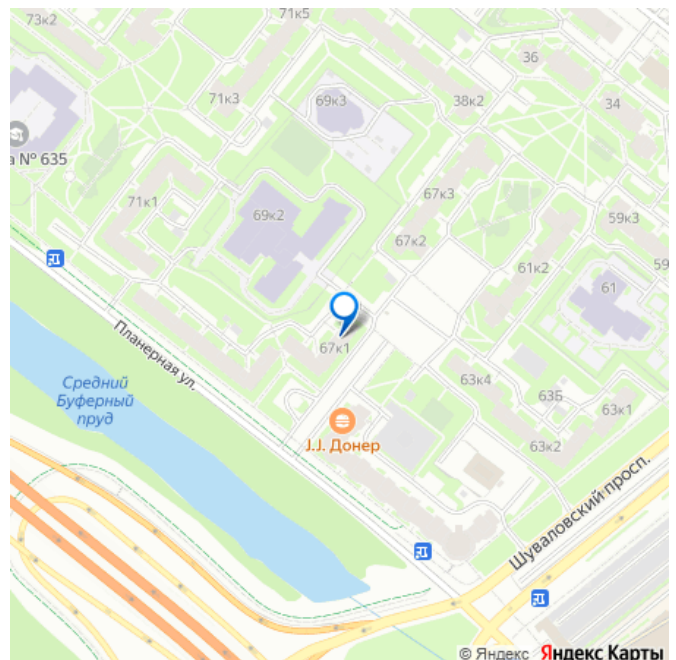 73к2
71к5
36
71к3
69к3
38к2
34
а № 635
67к3
71к1
69к2
59к3
67к2
61к2
59
61
Планерная ул.
67к1
Средний
Буферный
пруд
63к4
63Б
63к1
J.J. Донер
63к2
Шуваловский просп.
© Яндекс Яндекс Карты